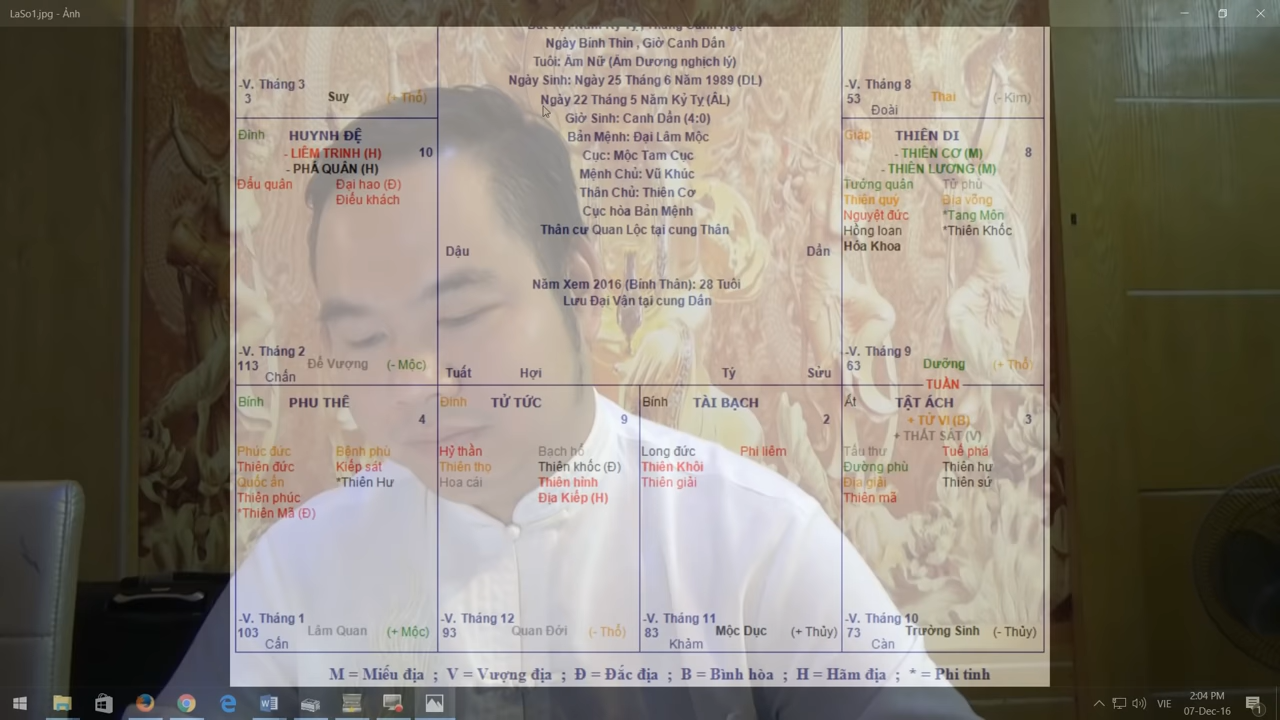 LaSo1.jpg - Ảnh
Ngày Bính Thìn , Giờ Canh Dần
Tuổi: Âm Nữ (Âm Dương nghịch lý)
Ngày Sinh: Ngày 25 Tháng 6 Năm 1989 (DL)
Ngày 22 Tháng 5 Năm Kỷ Tỵ (ÂL)
Giờ Sinh: Canh Dần (4:0)
Bản Mệnh: Đại Lâm Mộc
Cục: Mộc Tam Cục
Mệnh Chủ: Vũ Khúc
Thân Chủ: Thiên Cơ
Cục hòa Bản Mệnh
Thân cư Quan Lộc tại cung Thân
Dậu
Dần
Năm Xem 2016 (Bính Thân): 28 Tuổi
Lưu Đại Vận tại cung Dần
Tuất Hợi Tý Sửu
-V. Tháng 3
3 Suy (+ Thổ)
-V. Tháng 8
53 Thai (- Kim)
Đoài
Đinh HUYNH ĐỆ
- LIÊM TRINH (H) 10
- PHÁ QUÂN (H)
Đẩu quân Đại hao (Đ)
Điếu khách
-V. Tháng 2
113 Đế Vượng (- Mộc)
Chấn
Giáp THIÊN DI
- THIÊN CƠ (M) 8
- THIÊN LƯƠNG (M)
Tướng quân Tử phù
Thiên quý Địa võng
Nguyệt đức *Tang Môn
Hồng loan *Thiên Khốc
Hóa Khoa
-V. Tháng 9
63 Dưỡng (+ Thổ)
TUẦN
Bính PHU THÊ
4
Phúc đức Bệnh phù
Thiên đức Kiếp sát
Quốc ấn *Thiên Hư
Thiên phúc
*Thiên Mã (Đ)
-V. Tháng 1
103 Lâm Quan (+ Mộc)
Cấn
Đinh TỬ TỨC
9
Hỷ thần Bạch hổ
Thiên thọ Thiên khốc (Đ)
Hoa cái Thiên hình
Địa Kiếp (H)
-V. Tháng 12
93 Quan Đới (- Thổ)
Bính TÀI BẠCH
2
Long đức Phi liêm
Thiên Khôi
Thiên giải
-V. Tháng 11
83 Mộc Dục (+ Thủy)
Khảm
Ất TẬT ÁCH
+ TỬ VI (B) 3
+ THẤT SÁT (V)
Tấu thư Tuế phá
Đường phù Thiên hư
Địa giải Thiên sứ
Thiên mã
-V. Tháng 10
73 Trường Sinh (- Thủy)
Càn
M = Miếu địa ; V = Vượng địa ; Đ = Đắc địa ; B = Bình hòa ; H = Hãm địa ; * = Phi tinh
VIE
2:04 PM
07-Dec-16
1